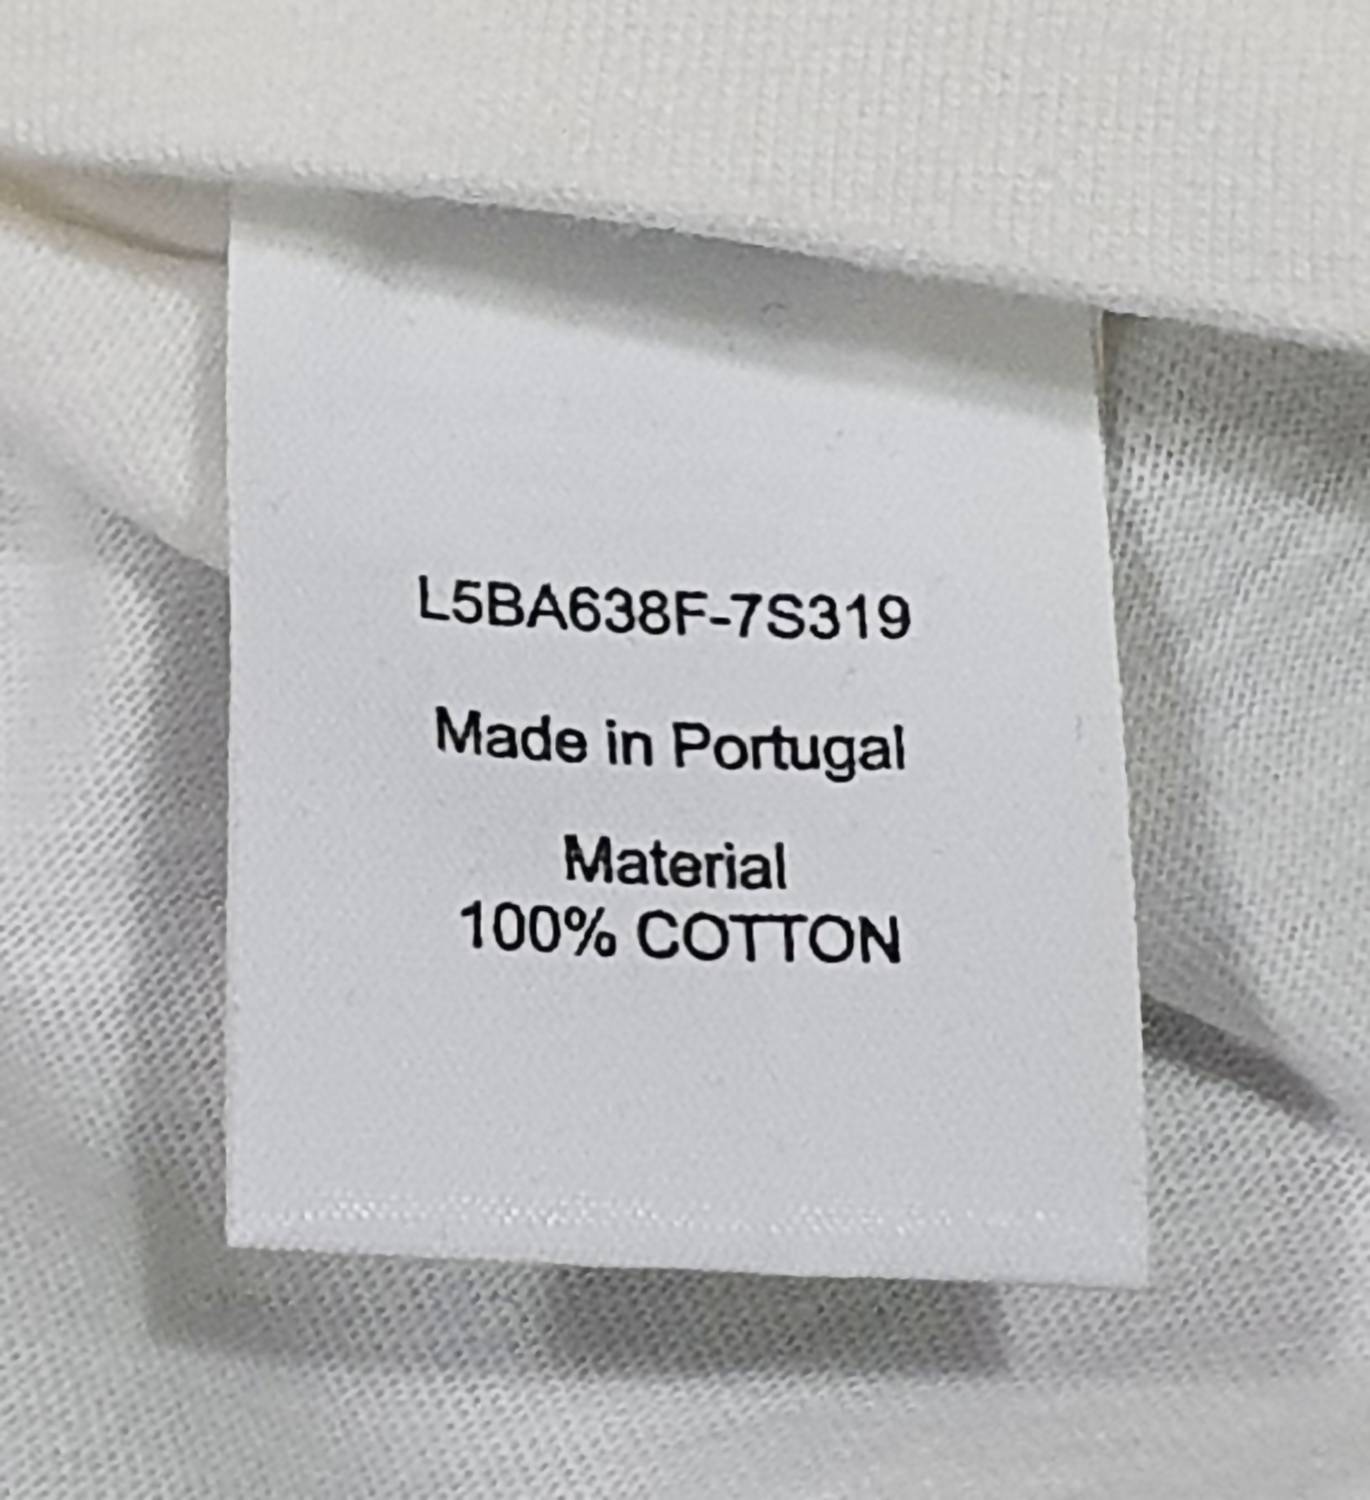 L5BA638F-7S319
Made in Portugal
Material
100% COTTON